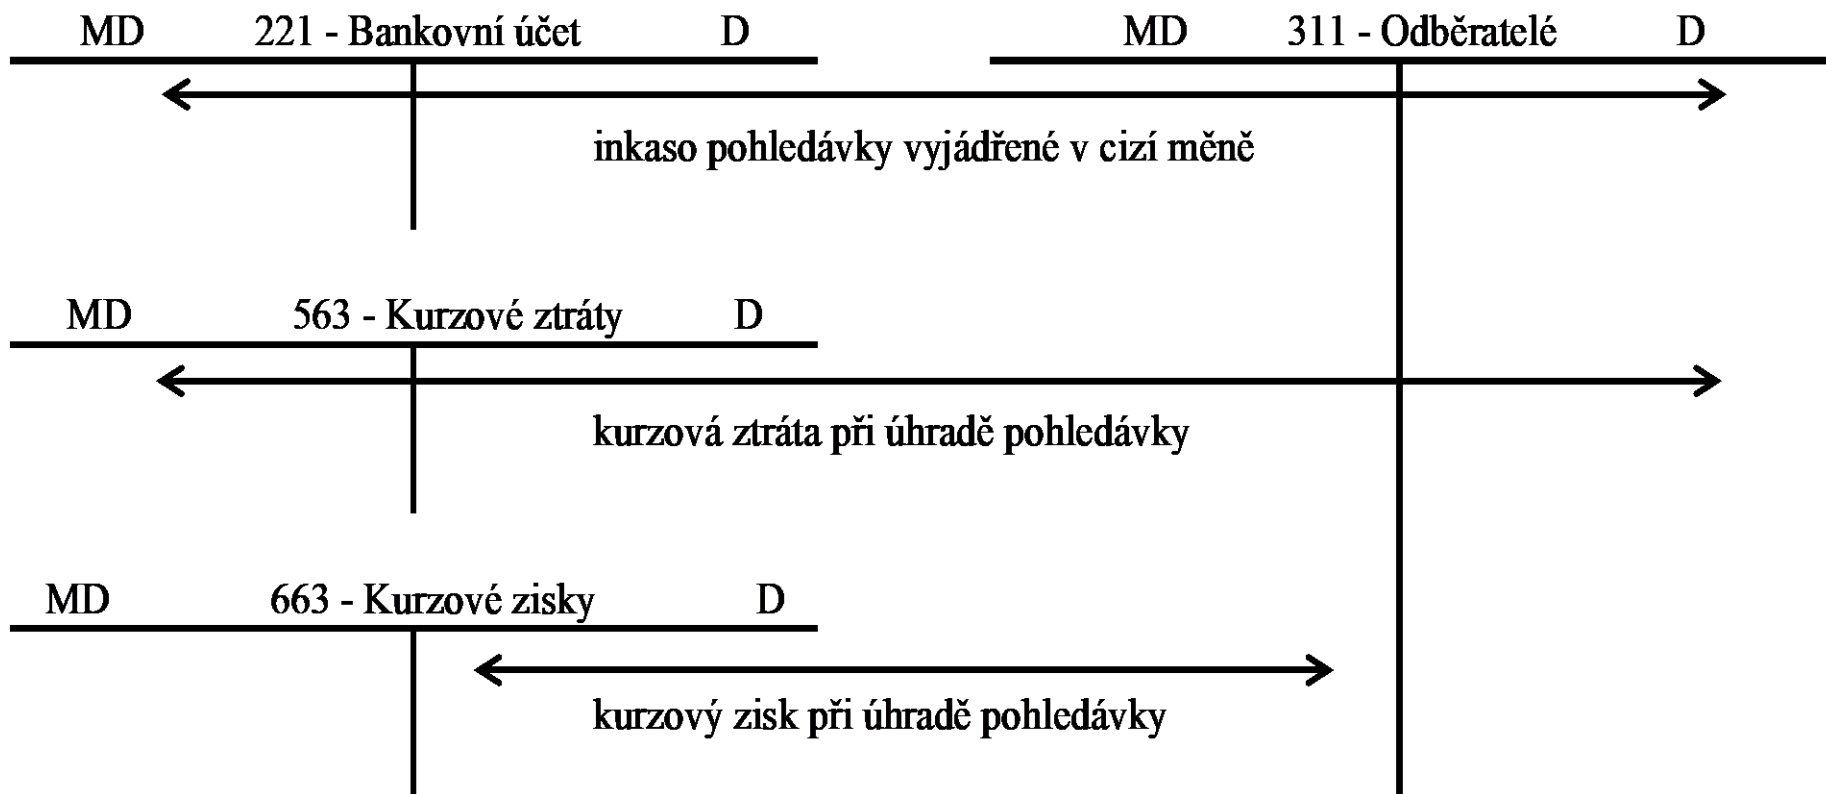 MD 221 - Bankovní účet D MD 311 - Odběratelé D
inkaso pohledávky vyjádřené v cizí měně
MD 563 - Kurzové ztráty D
kurzová ztráta při úhradě pohledávky
MD 663 - Kurzové zisky D
kurzový zisk při úhradě pohledávky